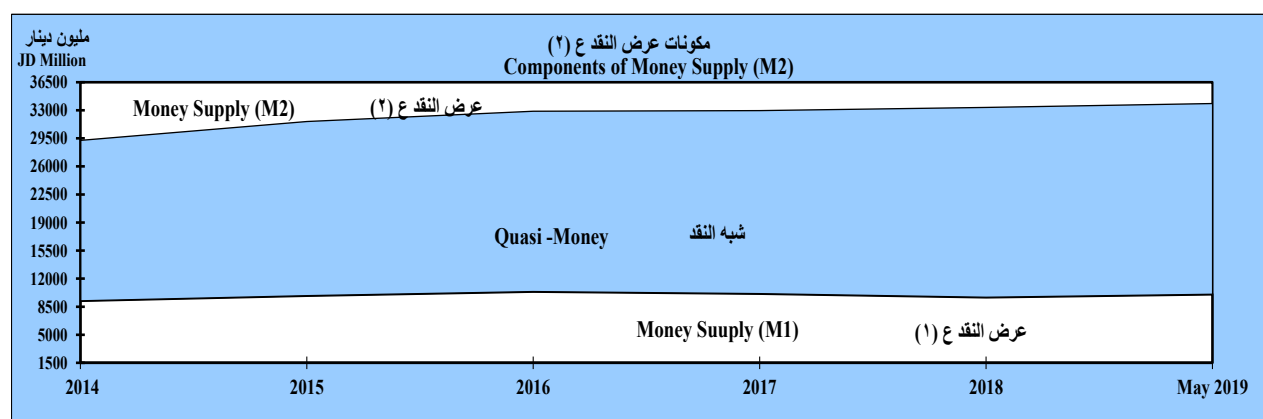 مليون دينار
JD Million
مكونات عرض النقد ع (٢)
Components of Money Supply (M2)
36500
33000
29500
26000
22500
19000
15500
12000
8500
5000
1500
Money Supply (M2) عرض النقد ع (٢)
Quasi -Money شبه النقد
Money Suuply (M1) عرض النقد ع (١)
2014 2015 2016 2017 2018 May 2019